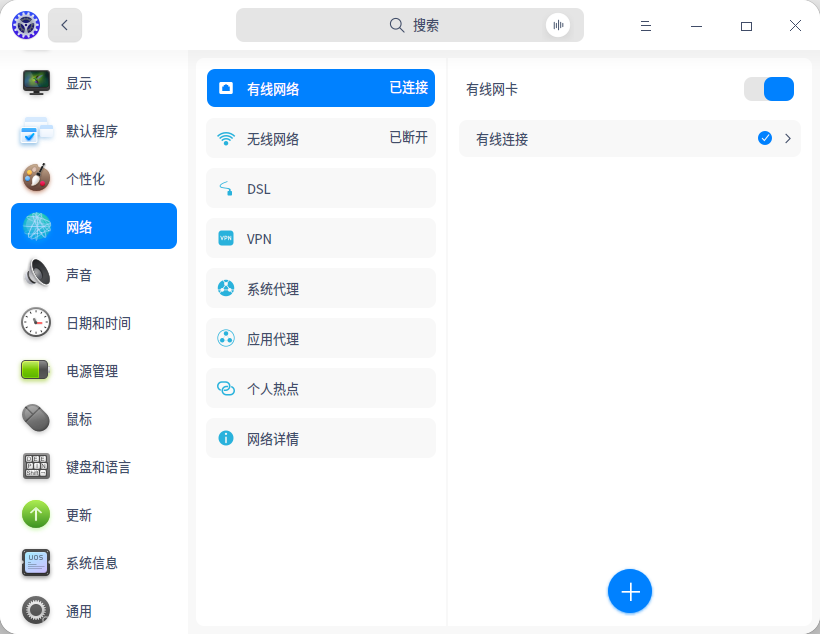 搜索
显示
默认程序
个性化
网络
声音
日期和时间
电源管理
鼠标
键盘和语言
更新
系统信息
通用
有线网络 已连接
无线网络 已断开
DSL
VPN
VPN
系统代理
应用代理
个人热点
网络详情
有线网卡
有线连接
UOS